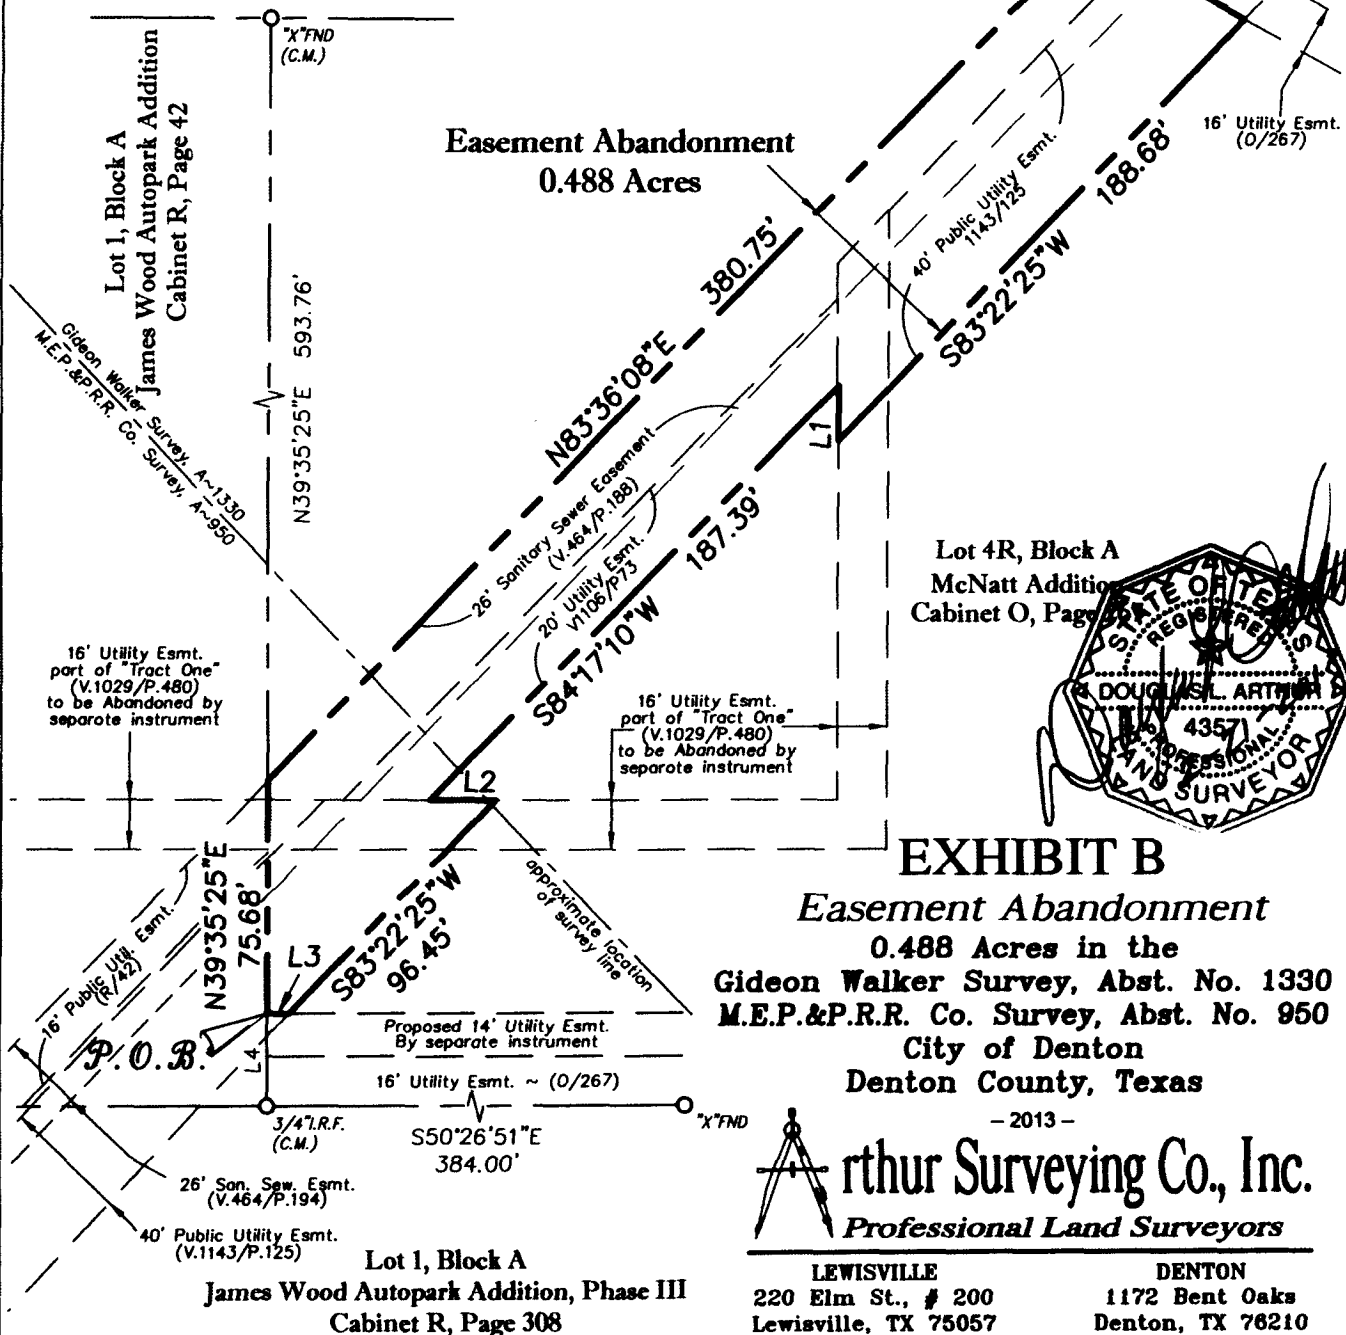 "X"FND
(C.M.)
Lot 1, Block A
James Wood Autopark Addition
Cabinet R, Page 42
Easement Abandonment
0.488 Acres
16' Utility Esmt.
(O/267)
40' Public Utility Esmt.
1143/125
188.68'
S83°22'25"W
380.75'
N83°36'08"E
N39°35'25"E 593.76'
Gideon Walker Survey, A~1330
M.E.P.&P.R.R. Co. Survey, A~950
L1
26' Sanitary Sewer Easement
(V.464/P.188)
20' Utility Esmt.
V1106/P73
187.39'
S84°17'10"W
Lot 4R, Block A
McNatt Addition
Cabinet O, Page
STATE OF TEXAS
REGISTERED
DOUGLAS L. ARTHUR
4357
PROFESSIONAL
LAND SURVEYOR
16' Utility Esmt.
part of "Tract One"
(V.1029/P.480)
to be Abandoned by
separate instrument
16' Utility Esmt.
part of "Tract One"
(V.1029/P.480)
to be Abandoned by
separate instrument
L2
N39°35'25"E
75.68'
L3
S83°22'25"W
96.45'
approximate location
of survey line
16' Public Util. Esmt.
(R/42)
P.O.B.
L4
Proposed 14' Utility Esmt.
By separate instrument
16' Utility Esmt. ~ (O/267)
3/4"I.R.F.
(C.M.)
S50°26'51"E
384.00'
"X"FND
26' San. Sew. Esmt.
(V.464/P.194)
40' Public Utility Esmt.
(V.1143/P.125)
Lot 1, Block A
James Wood Autopark Addition, Phase III
Cabinet R, Page 308
EXHIBIT B
Easement Abandonment
0.488 Acres in the
Gideon Walker Survey, Abst. No. 1330
M.E.P.&P.R.R. Co. Survey, Abst. No. 950
City of Denton
Denton County, Texas
– 2013 –
Arthur Surveying Co., Inc.
Professional Land Surveyors
LEWISVILLE
220 Elm St., # 200
Lewisville, TX 75057
DENTON
1172 Bent Oaks
Denton, TX 76210